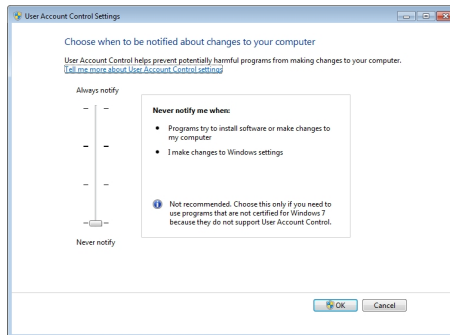 User Account Control Settings
Choose when to be notified about changes to your computer
User Account Control helps prevent potentially harmful programs from making changes to your computer.
Tell me more about User Account Control settings
Always notify
Never notify me when:
Programs try to install software or make changes to
my computer
I make changes to Windows settings
Not recommended. Choose this only if you need to
use programs that are not certified for Windows 7
because they do not support User Account Control.
Never notify
OK
Cancel